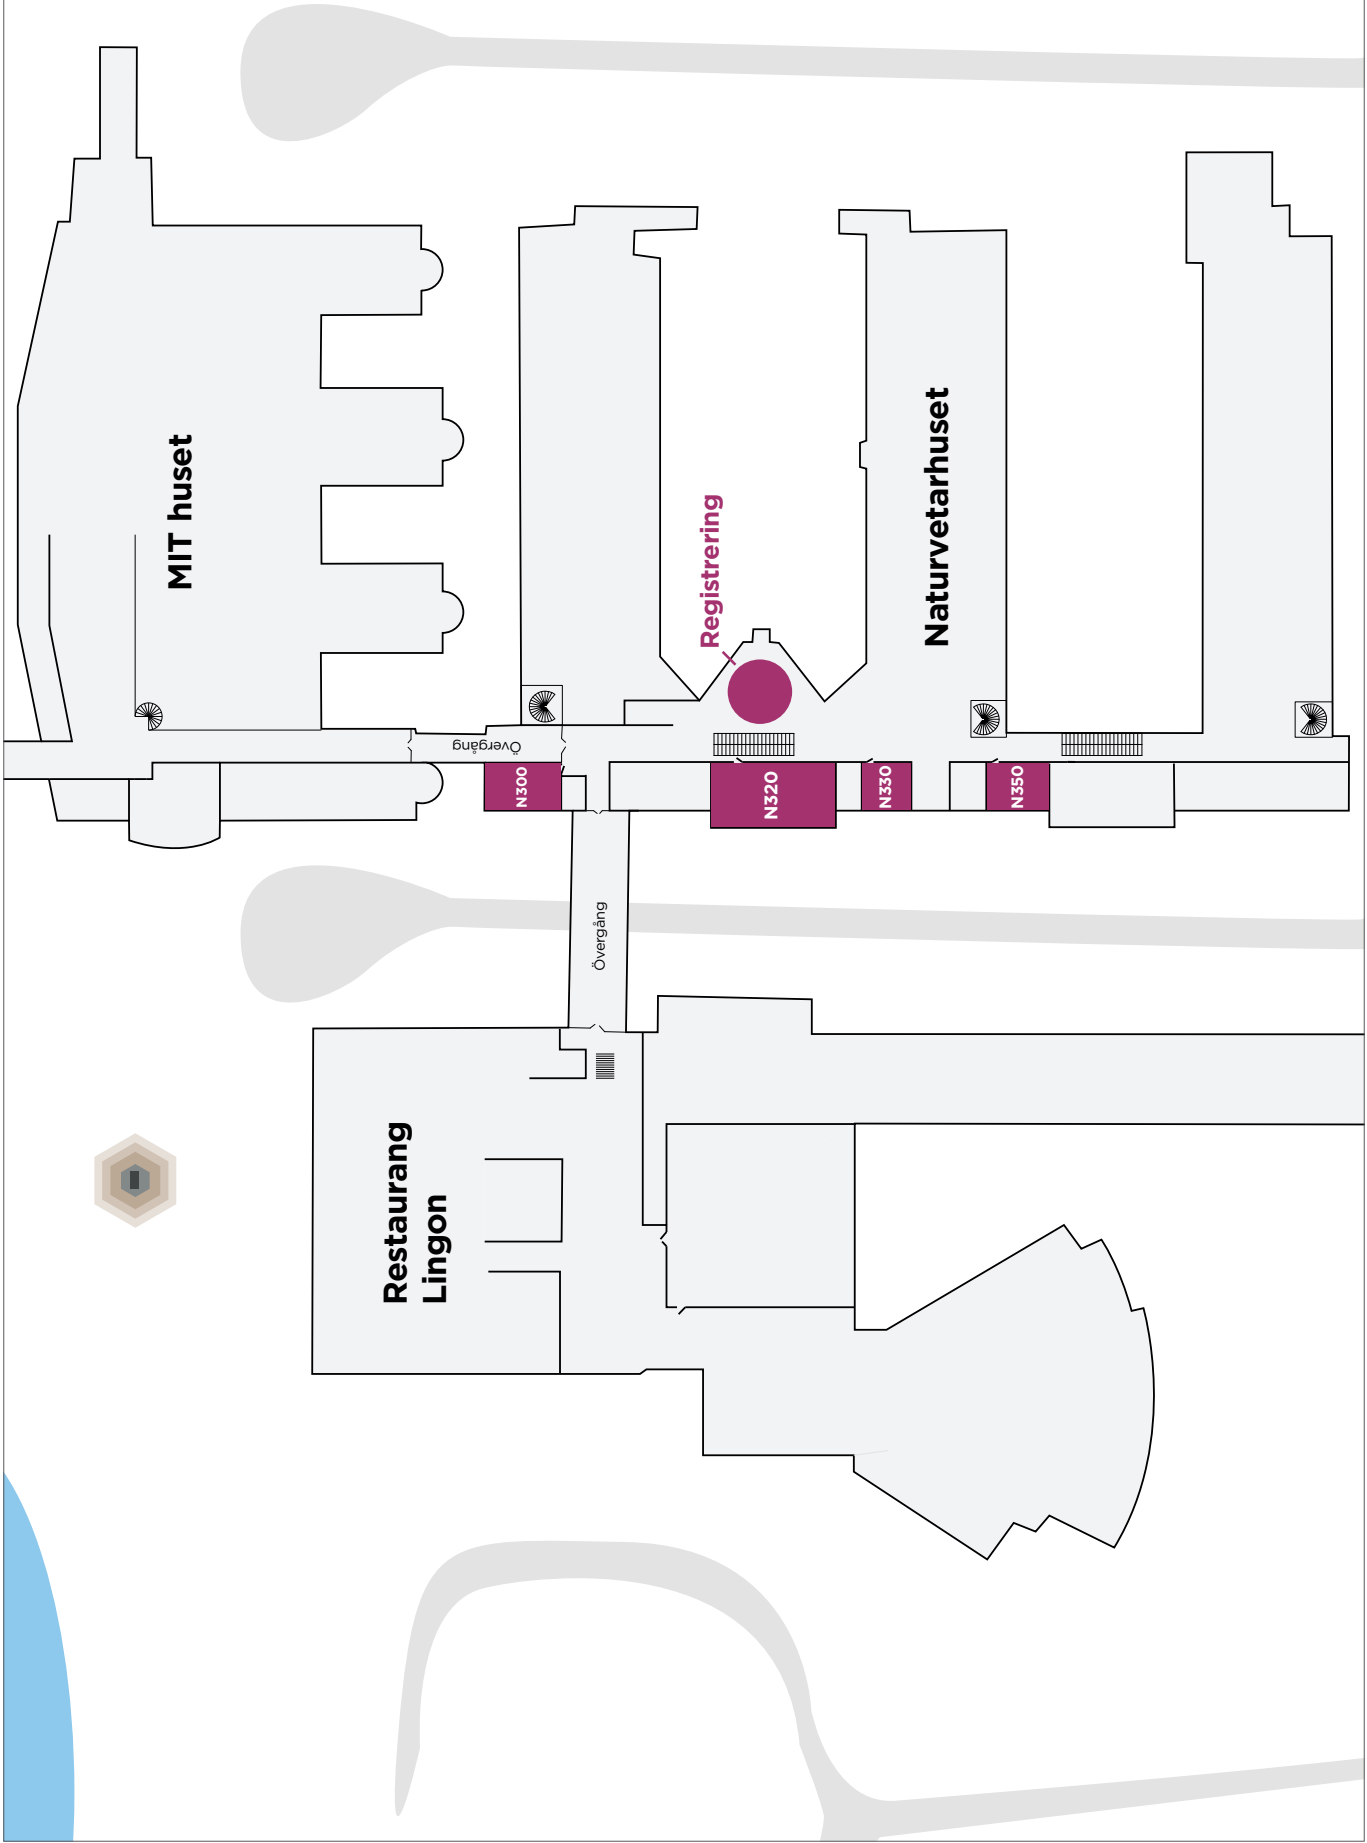 MIT huset
Naturvetarhuset
Registrering
Övergång
N300
N320
N330
N350
Övergång
Restaurang
Lingon